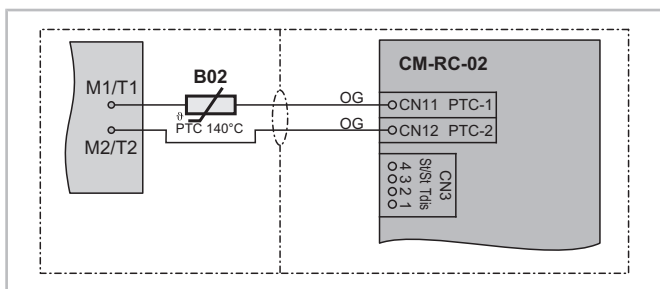 CM-RC-02
B02
M1/T1
OG
CN11 PTC-1
ϑ
PTC 140°C
OG
CN12 PTC-2
M2/T2
CN3
St/St Tdis
4 3 2 1